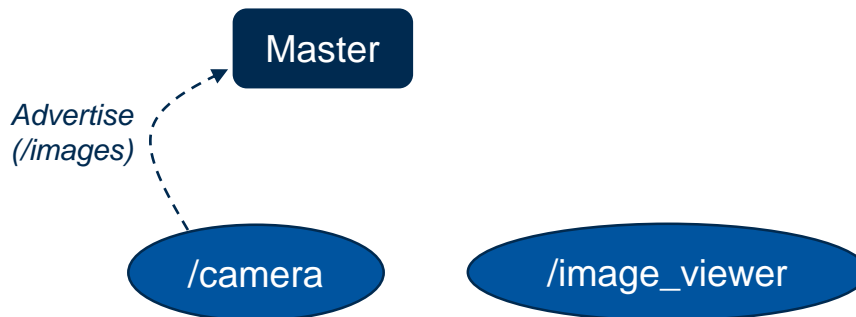 Master
Advertise
(/images)
/camera
/image_viewer